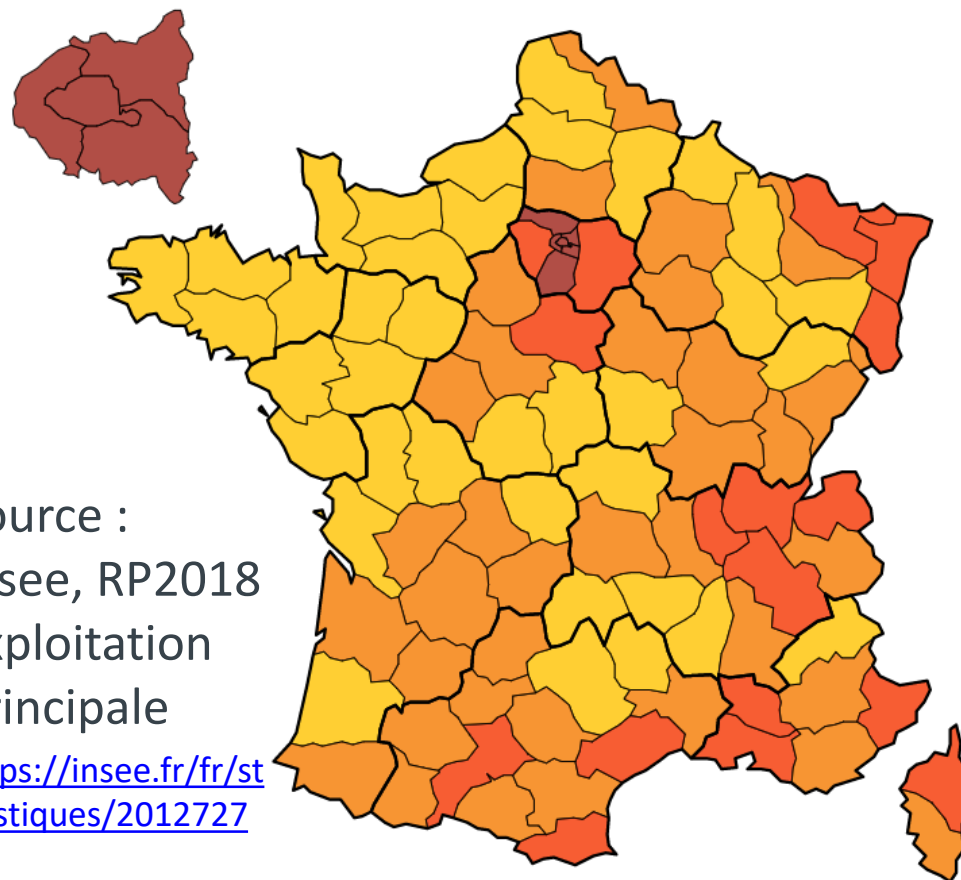 ource :
see, RP2018
xploitation
rincipale
ps://insee.fr/fr/st
stiques/2012727